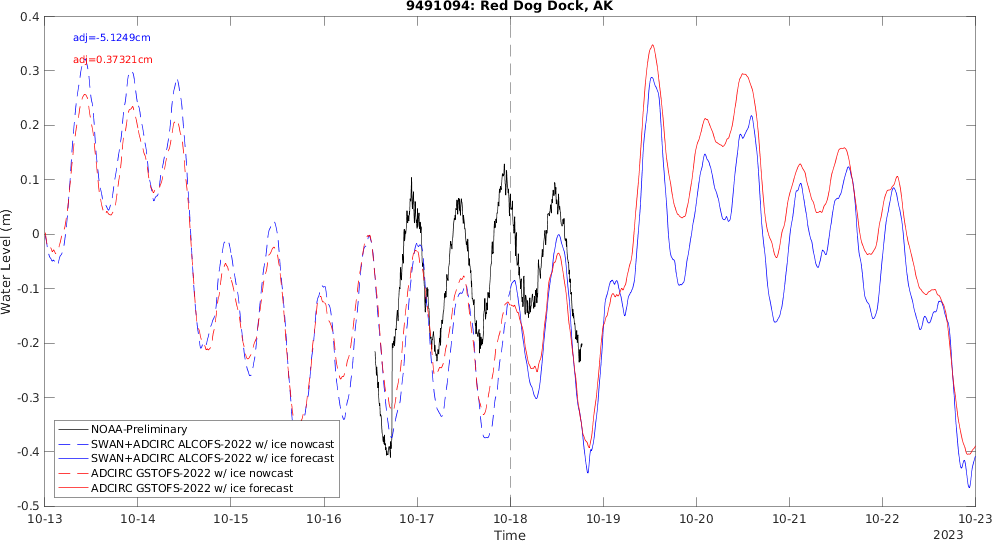 9491094: Red Dog Dock, AK
adj=-5.1249cm
adj=0.37321cm
Water Level (m)
0.4
0.3
0.2
0.1
0
-0.1
-0.2
-0.3
-0.4
-0.5
NOAA-Preliminary
SWAN+ADCIRC ALCOFS-2022 w/ ice nowcast
SWAN+ADCIRC ALCOFS-2022 w/ ice forecast
ADCIRC GSTOFS-2022 w/ ice nowcast
ADCIRC GSTOFS-2022 w/ ice forecast
10-13 10-14 10-15 10-16 10-17 10-18 10-19 10-20 10-21 10-22 10-23
Time
2023